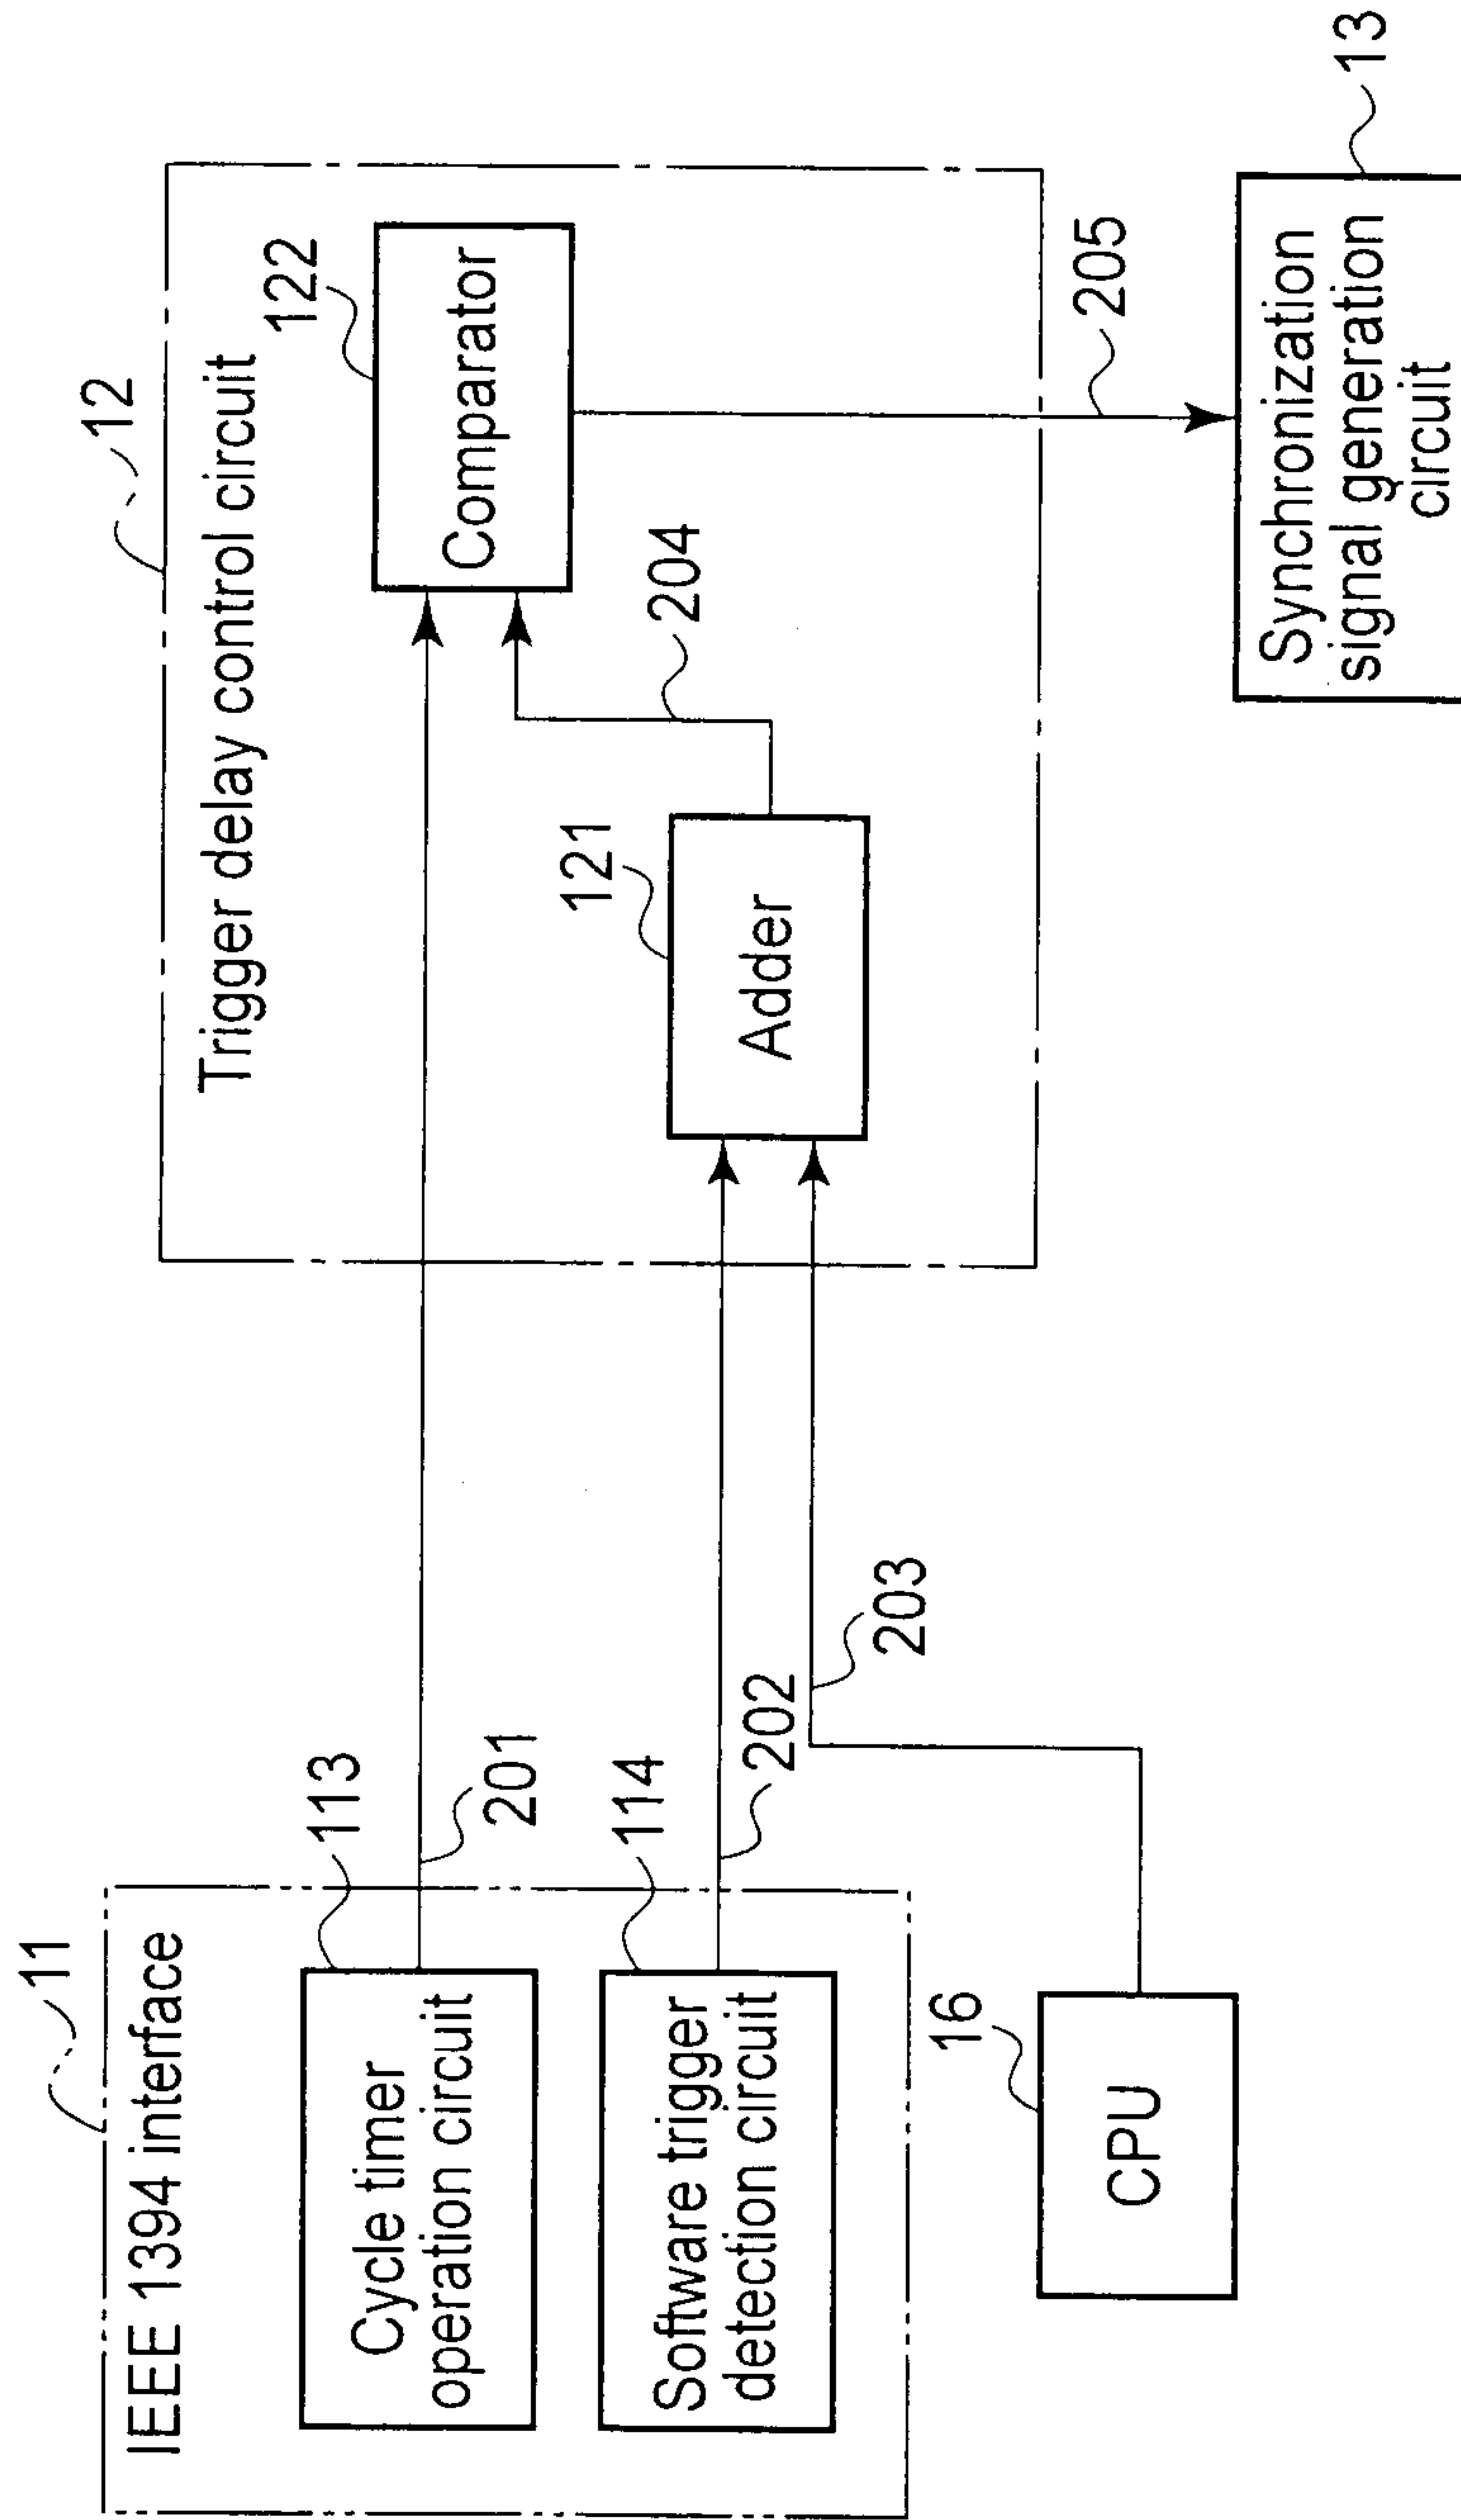 11
IEEE 1394 interface
113
Cycle timer
operation circuit
201
114
Software trigger
detection circuit
202
16
CPU
203
12
Trigger delay control circuit
122
Comparator
121
Adder
204
205
13
Synchronization
signal generation
circuit